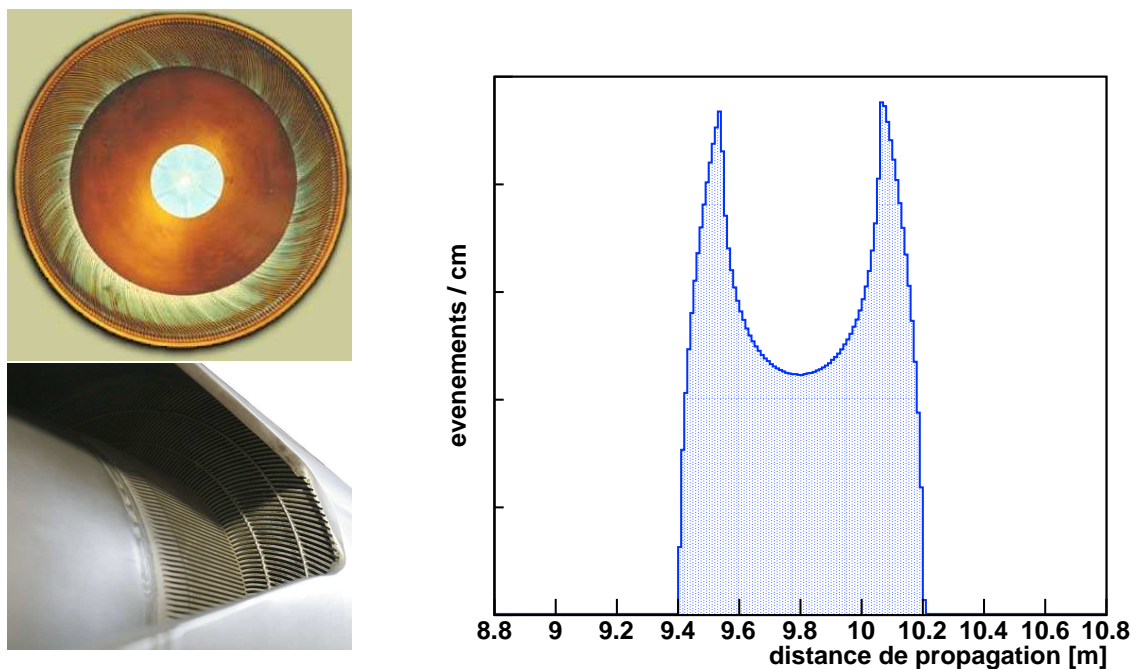 evenements / cm
8.8 9 9.2 9.4 9.6 9.8 10 10.2 10.4 10.6 10.8
distance de propagation [m]